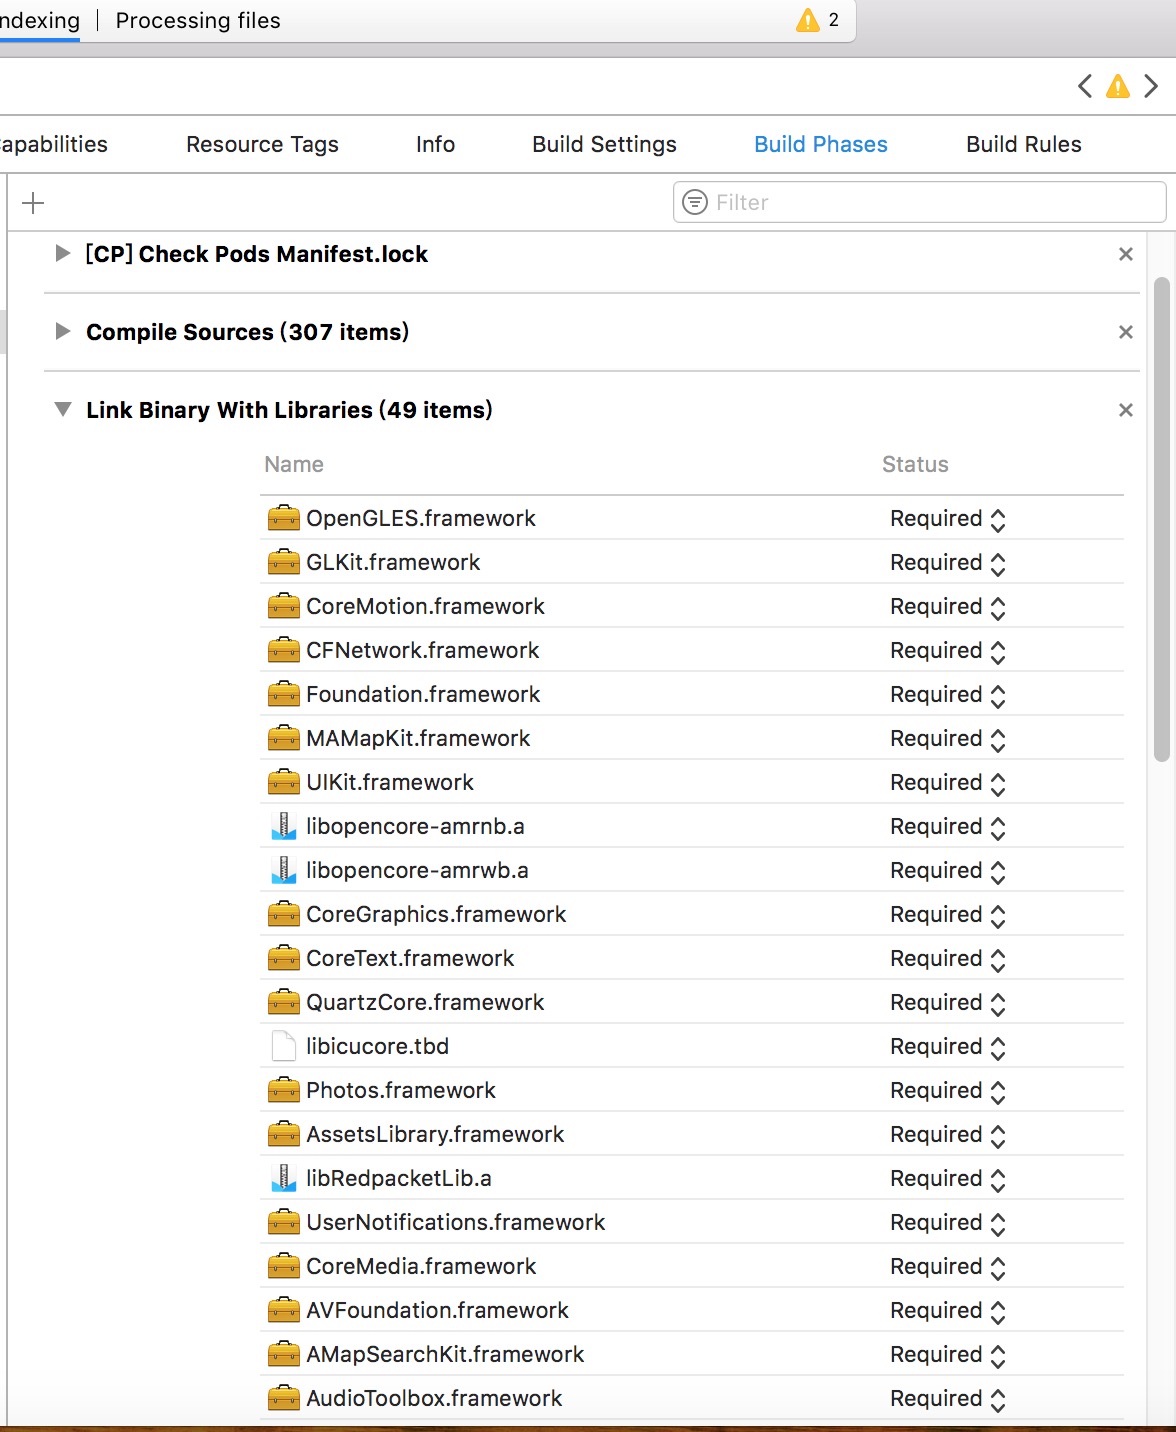 ndexing | Processing files 2
apabilities Resource Tags Info Build Settings Build Phases Build Rules
Filter
[CP] Check Pods Manifest.lock
Compile Sources (307 items)
Link Binary With Libraries (49 items)
Name Status
OpenGLES.framework Required
GLKit.framework Required
CoreMotion.framework Required
CFNetwork.framework Required
Foundation.framework Required
MAMapKit.framework Required
UIKit.framework Required
libopencore-amrnb.a Required
libopencore-amrwb.a Required
CoreGraphics.framework Required
CoreText.framework Required
QuartzCore.framework Required
libicucore.tbd Required
Photos.framework Required
AssetsLibrary.framework Required
libRedpacketLib.a Required
UserNotifications.framework Required
CoreMedia.framework Required
AVFoundation.framework Required
AMapSearchKit.framework Required
AudioToolbox.framework Required